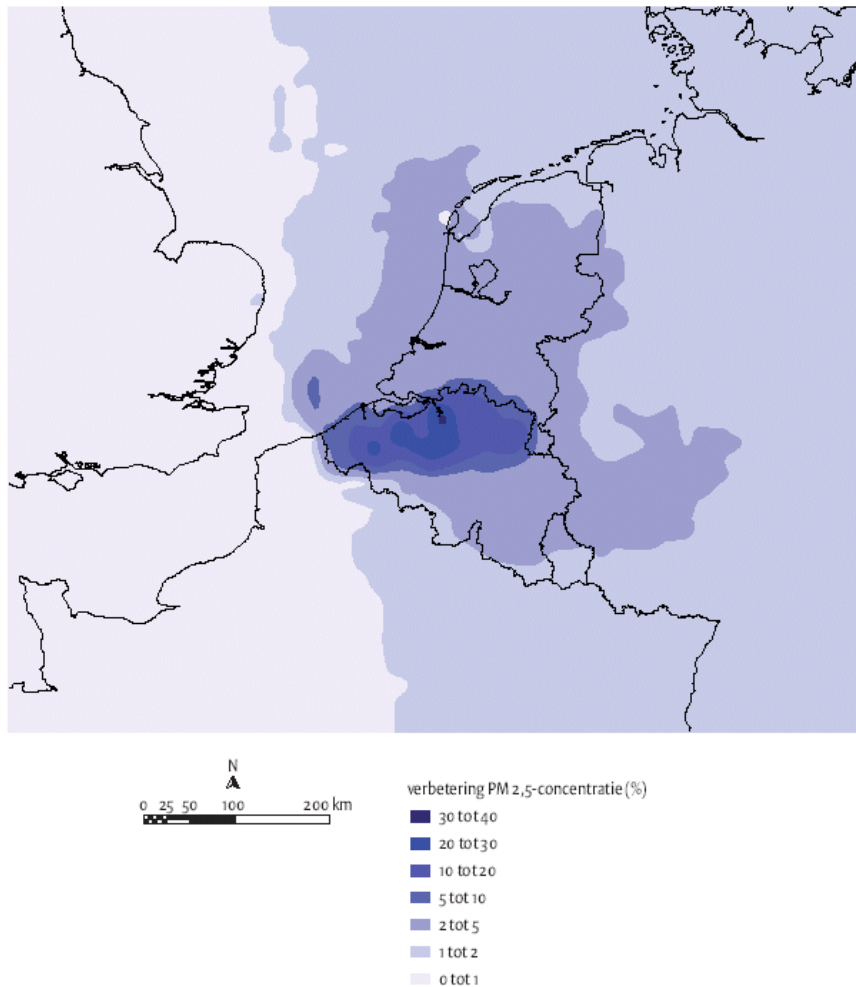 N
0 25 50 100 200 km
verbetering PM 2,5-concentratie (%)
30 tot 40
20 tot 30
10 tot 20
5 tot 10
2 tot 5
1 tot 2
0 tot 1